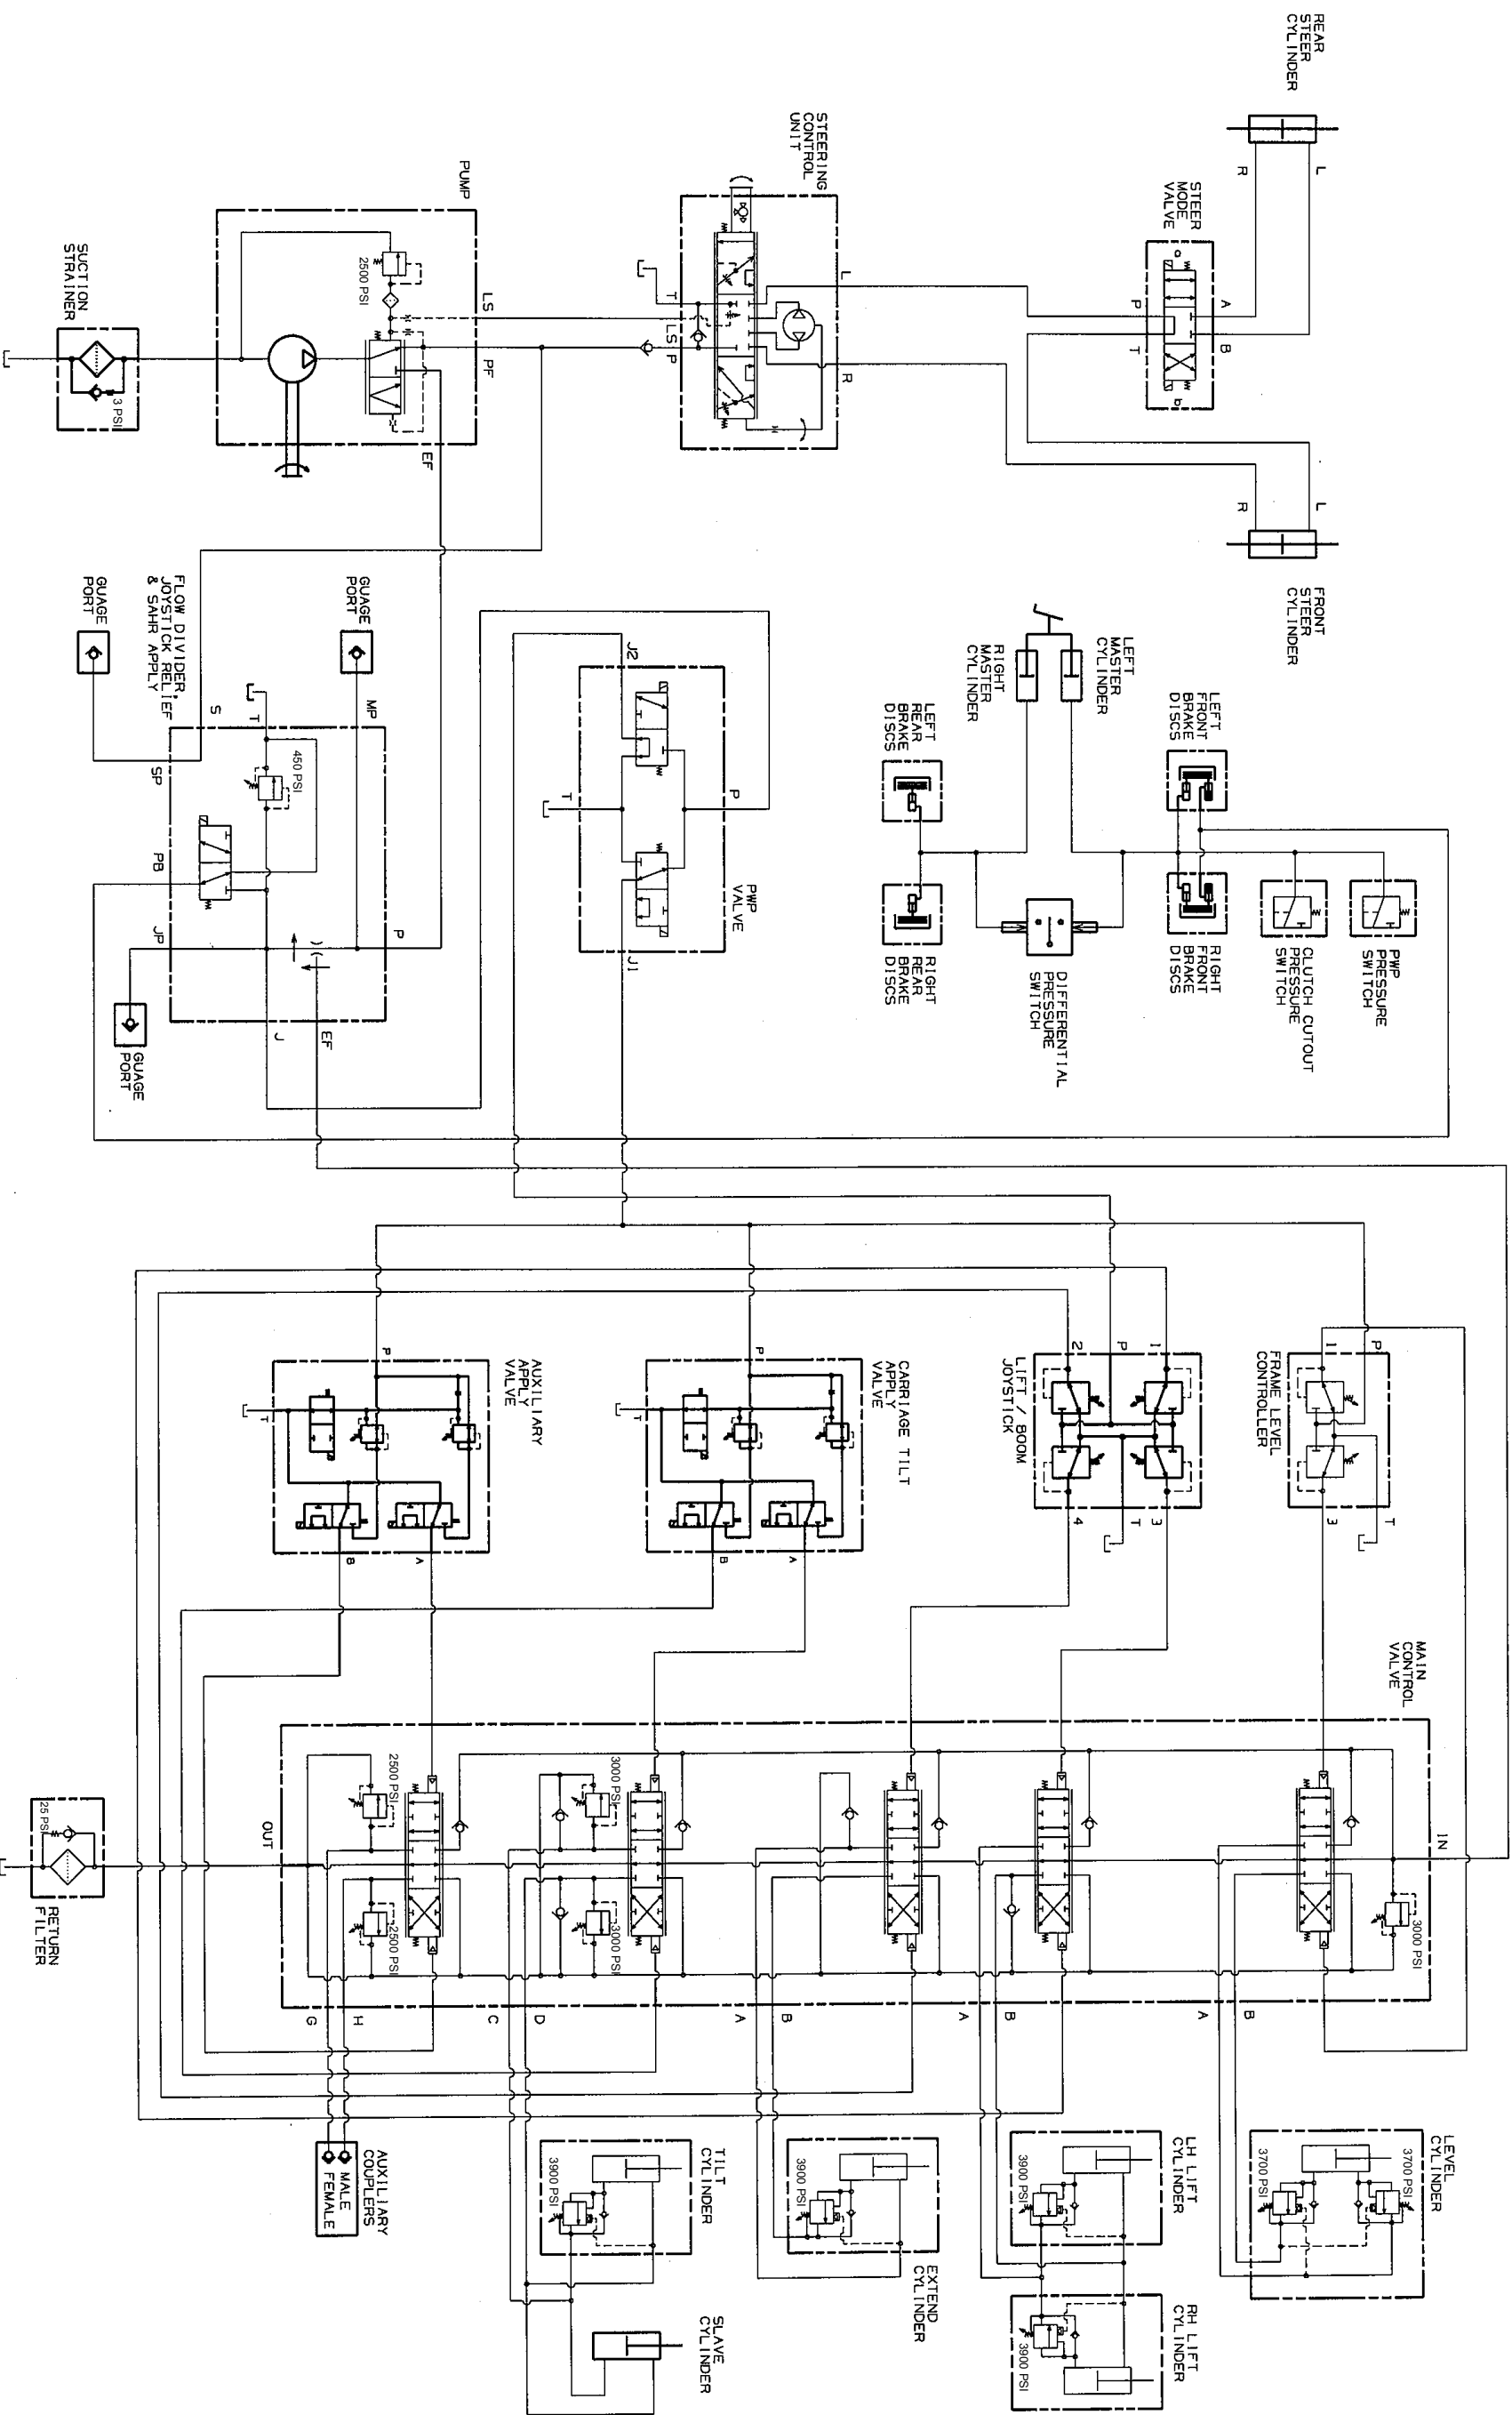 REAR
STEER
CYLINDER
L
R
FRONT
STEER
CYLINDER
L
R
STEER
MODE
VALVE
a
b
A
B
P
T
STEERING
CONTROL
UNIT
L
R
T
LS
P
PUMP
LS
PF
EF
2500 PSI
SUCTION
STRAINER
3 PSI
LEFT
MASTER
CYLINDER
RIGHT
MASTER
CYLINDER
LEFT
FRONT
BRAKE
DISCS
RIGHT
FRONT
BRAKE
DISCS
LEFT
REAR
BRAKE
DISCS
RIGHT
REAR
BRAKE
DISCS
PWP
PRESSURE
SWITCH
CLUTCH CUTOUT
PRESSURE
SWITCH
DIFFERENTIAL
PRESSURE
SWITCH
PWP
VALVE
J2
P
T
J1
GUAGE
PORT
GUAGE
PORT
FLOW DIVIDER,
JOYSTICK RELIEF
& SAHR APPLY
S
T
MP
SP
450 PSI
PB
JP
P
J
EF
GUAGE
PORT
FRAME LEVEL
CONTROLLER
P
1
T
3
LIFT / BOOM
JOYSTICK
1
P
2
3
T
4
CARRIAGE TILT
APPLY
VALVE
P
T
A
B
AUXILIARY
APPLY
VALVE
P
T
A
B
MAIN
CONTROL
VALVE
IN
OUT
3000 PSI
3000 PSI
3000 PSI
2500 PSI
2500 PSI
B
A
B
A
B
A
D
C
H
G
RETURN
FILTER
25 PSI
LEVEL
CYLINDER
3700 PSI
3700 PSI
LH LIFT
CYLINDER
3900 PSI
RH LIFT
CYLINDER
3900 PSI
EXTEND
CYLINDER
3900 PSI
TILT
CYLINDER
3900 PSI
SLAVE
CYLINDER
AUXILIARY
COUPLERS
MALE
FEMALE